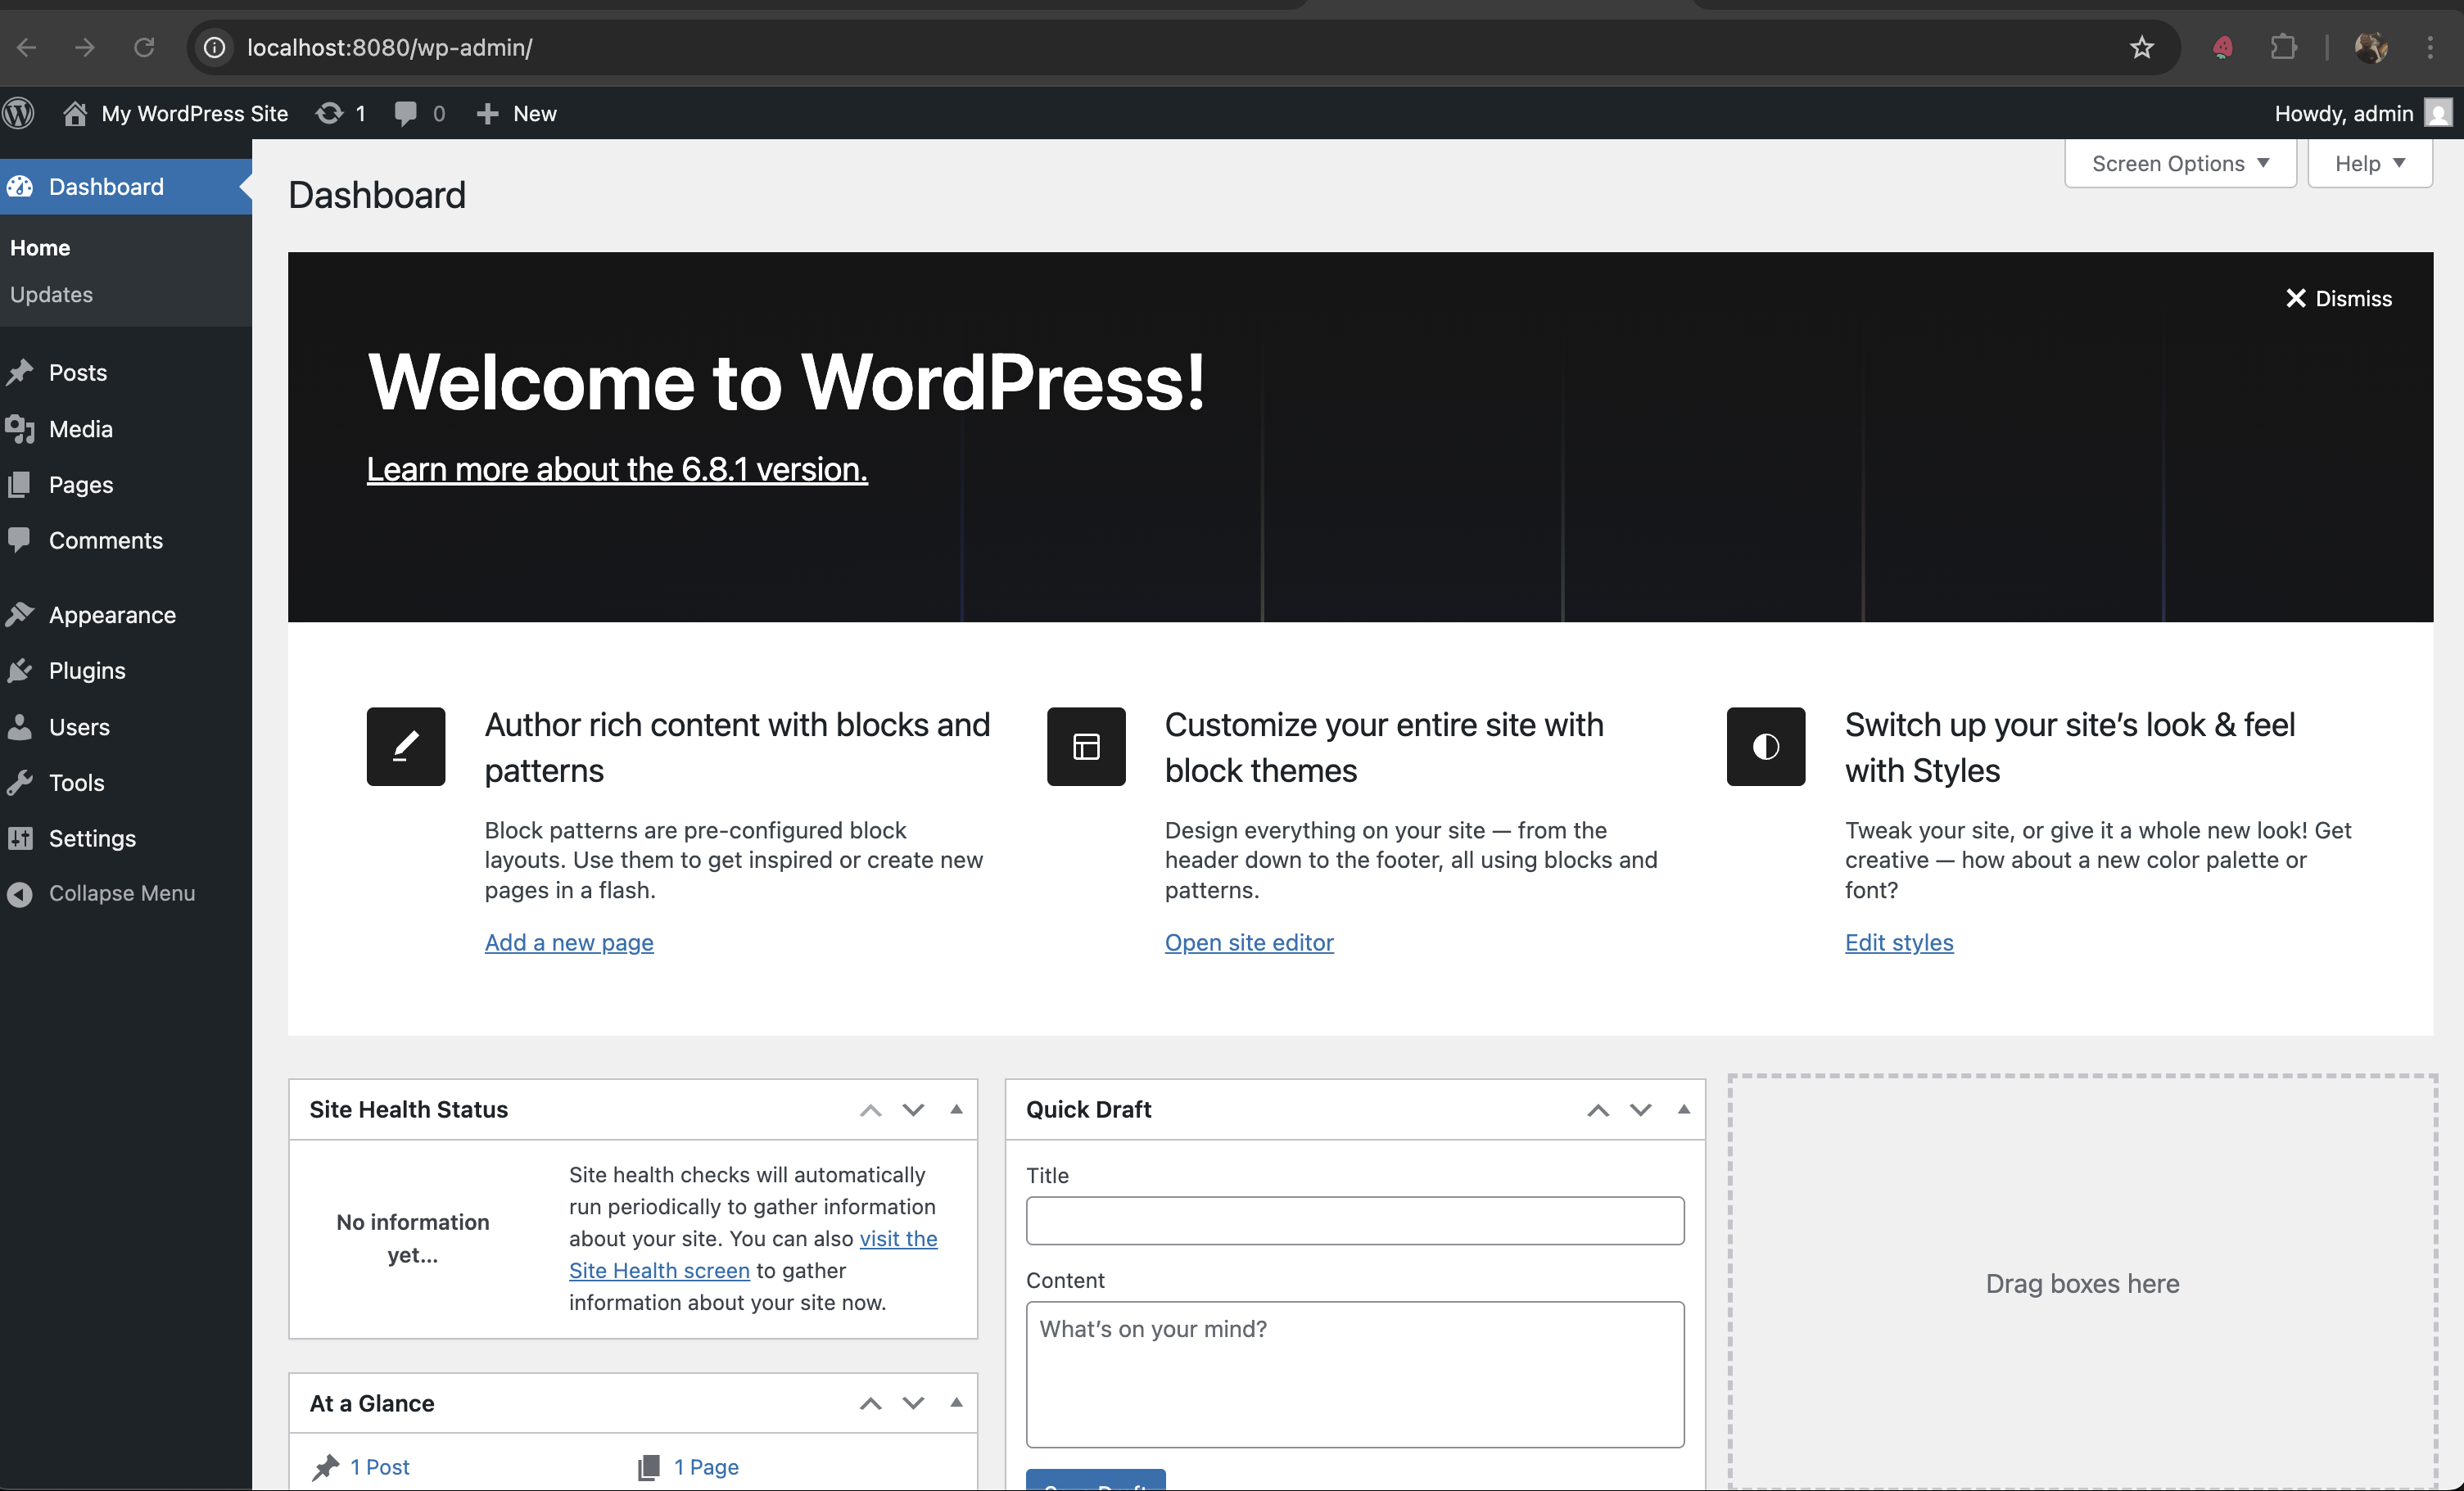 localhost:8080/wp-admin/
My WordPress Site
1
0
New
Howdy, admin
Dashboard
Home
Updates
Posts
Media
Pages
Comments
Appearance
Plugins
Users
Tools
Settings
Collapse Menu
Screen Options
Help
Dashboard
Dismiss
Welcome to WordPress!
Learn more about the 6.8.1 version.
Author rich content with blocks and
patterns
Block patterns are pre-configured block
layouts. Use them to get inspired or create new
pages in a flash.
Add a new page
Customize your entire site with
block themes
Design everything on your site — from the
header down to the footer, all using blocks and
patterns.
Open site editor
Switch up your site’s look & feel
with Styles
Tweak your site, or give it a whole new look! Get
creative — how about a new color palette or
font?
Edit styles
Site Health Status
No information
yet...
Site health checks will automatically
run periodically to gather information
about your site. You can also visit the
Site Health screen to gather
information about your site now.
At a Glance
1 Post
1 Page
Quick Draft
Title
Content
What’s on your mind?
Save Draft
Drag boxes here